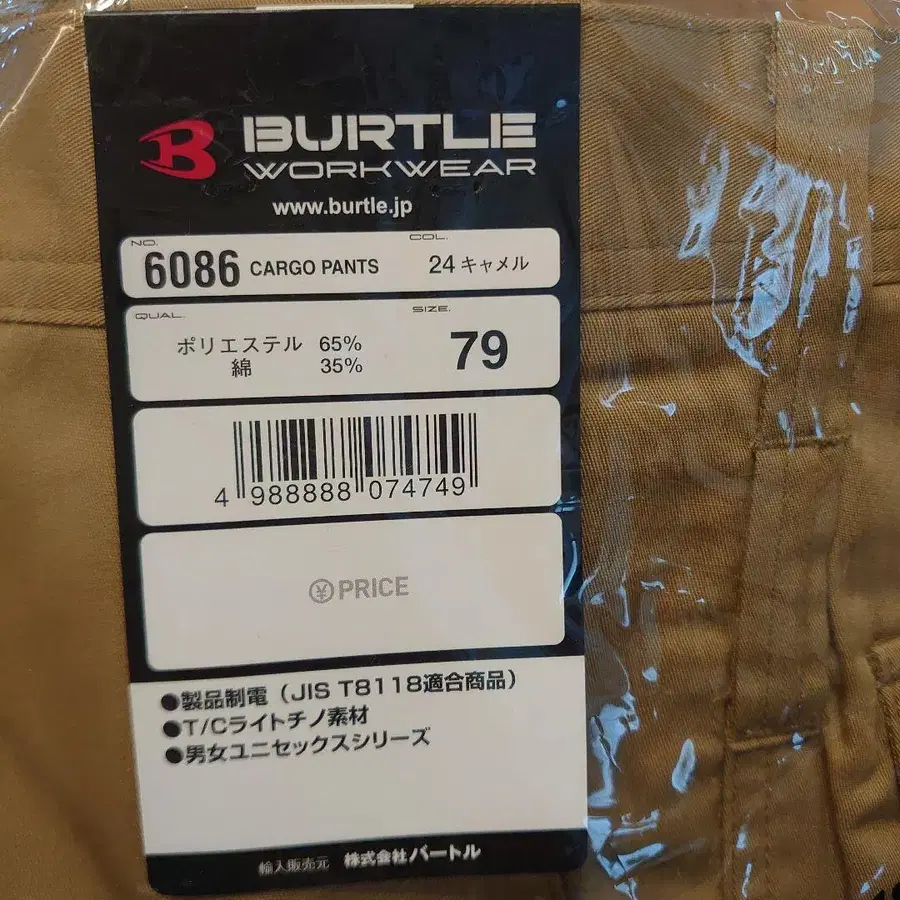 BURTLE
WORKWEAR
www.burtle.jp
NO. COL.
6086 CARGO PANTS 24 キャメル
QUAL. SIZE.
ポリエステル 65% 79
綿 35%
4 988888 074749
¥ PRICE
●製品制電（JIS T8118適合商品）
●T/Cライトチノ素材
●男女ユニセックスシリーズ
輸入販売元 株式会社バートル